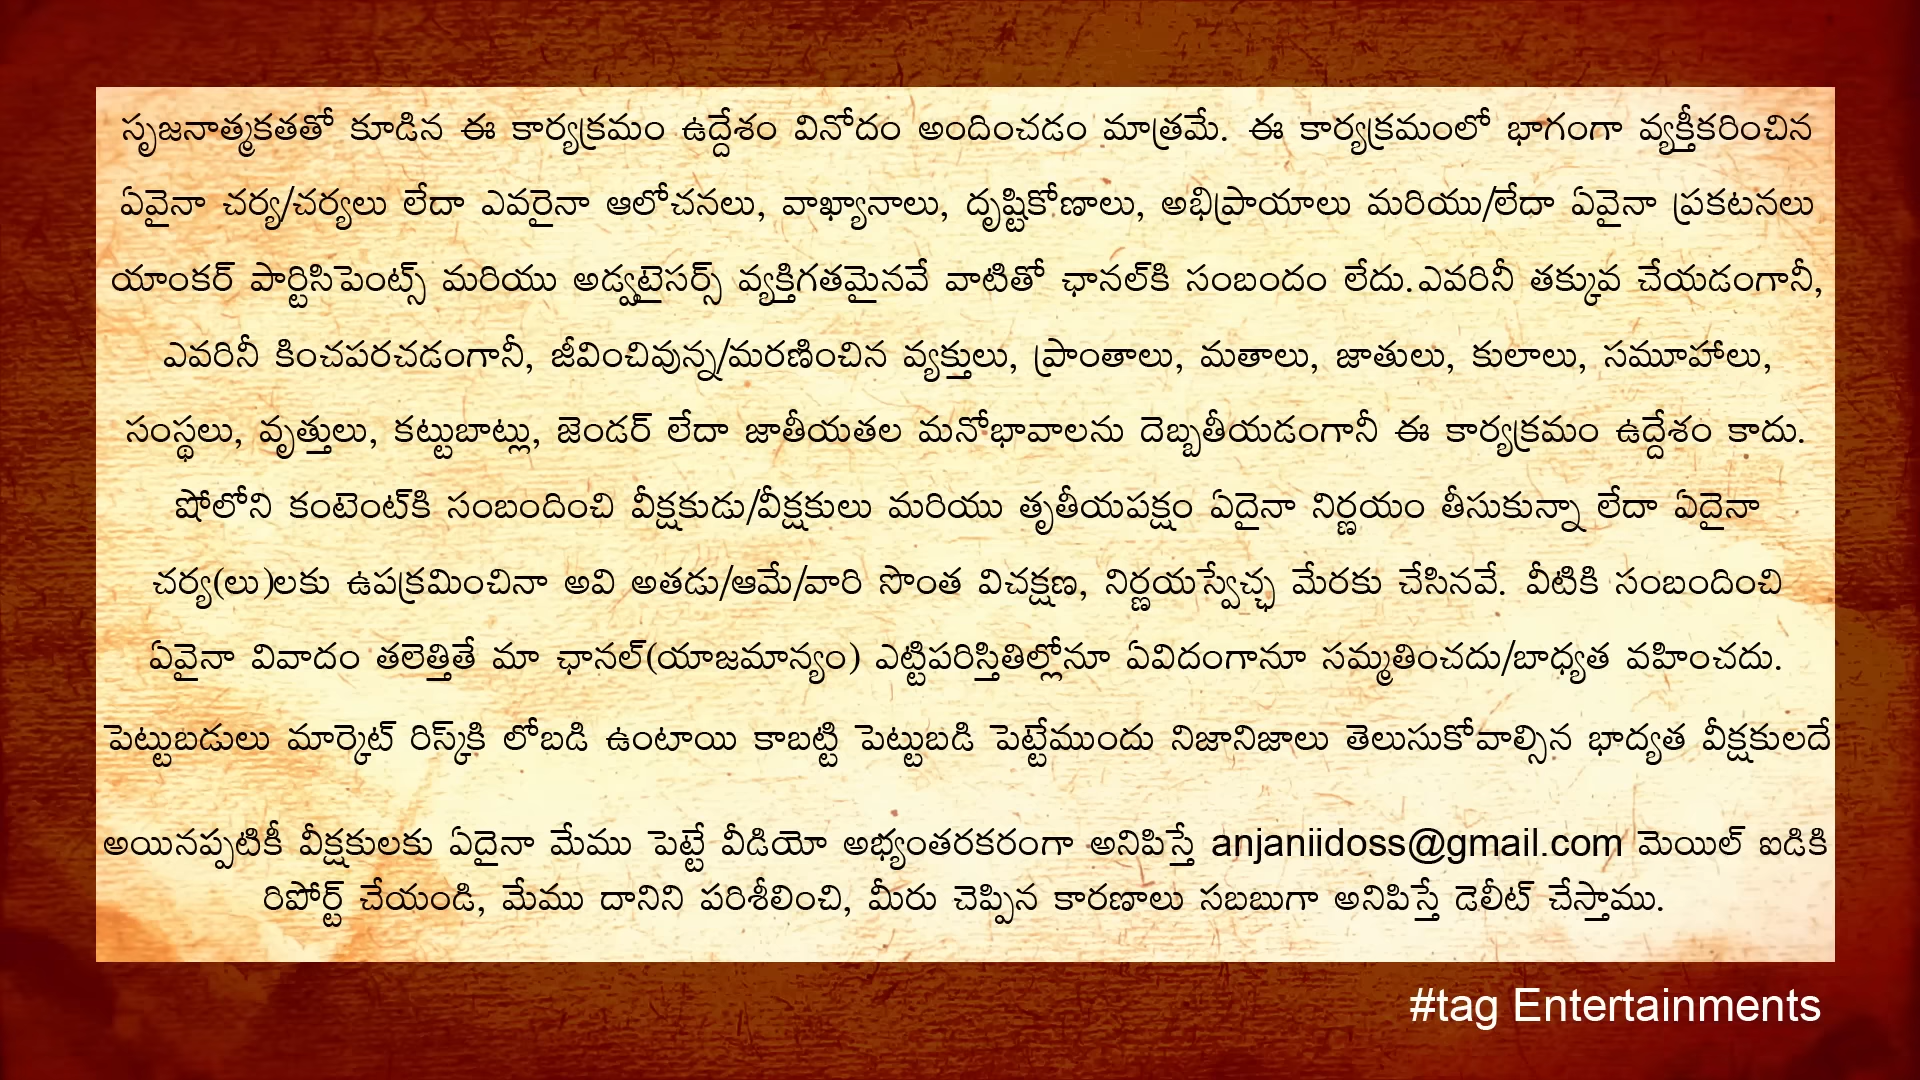 సృజనాత్మకతతో కూడిన ఈ కార్యక్రమం ఉద్దేశం వినోదం అందించడం మాత్రమే. ఈ కార్యక్రమంలో భాగంగా వ్యక్తీకరించిన
ఏవైనా చర్య/చర్యలు లేదా ఎవరైనా ఆలోచనలు, వాఖ్యానాలు, దృష్టికోణాలు, అభిప్రాయాలు మరియు/లేదా ఏవైనా ప్రకటనలు
యాంకర్ పార్టిసిపెంట్స్ మరియు అడ్వటైసర్స్ వ్యక్తిగతమైనవే వాటితో ఛానల్‌కి సంబందం లేదు.ఎవరినీ తక్కువ చేయడంగానీ,
ఎవరినీ కించపరచడంగానీ, జీవించివున్న/మరణించిన వ్యక్తులు, ప్రాంతాలు, మతాలు, జాతులు, కులాలు, సమూహాలు,
సంస్థలు, వృత్తులు, కట్టుబాట్లు, జెండర్ లేదా జాతీయతల మనోభావాలను దెబ్బతీయడంగానీ ఈ కార్యక్రమం ఉద్దేశం కాదు.
షోలోని కంటెంట్‌కి సంబందించి వీక్షకుడు/వీక్షకులు మరియు తృతీయపక్షం ఏదైనా నిర్ణయం తీసుకున్నా లేదా ఏదైనా
చర్య(లు)లకు ఉపక్రమించినా అవి అతడు/ఆమే/వారి సొంత విచక్షణ, నిర్ణయస్వేచ్ఛ మేరకు చేసినవే. వీటికి సంబందించి
ఏవైనా వివాదం తలెత్తితే మా ఛానల్(యాజమాన్యం) ఎట్టిపరిస్తితిల్లోనూ ఏవిదంగానూ సమ్మతించదు/బాధ్యత వహించదు.
పెట్టుబడులు మార్కెట్ రిస్క్‌కి లోబడి ఉంటాయి కాబట్టి పెట్టుబడి పెట్టేముందు నిజానిజాలు తెలుసుకోవాల్సిన భాద్యత వీక్షకులదే
అయినప్పటికీ వీక్షకులకు ఏదైనా మేము పెట్టే వీడియో అభ్యంతరకరంగా అనిపిస్తే anjaniidoss@gmail.com మెయిల్ ఐడికి
రిపోర్ట్ చేయండి, మేము దానిని పరిశీలించి, మీరు చెప్పిన కారణాలు సబబుగా అనిపిస్తే డెలీట్ చేస్తాము.
#tag Entertainments